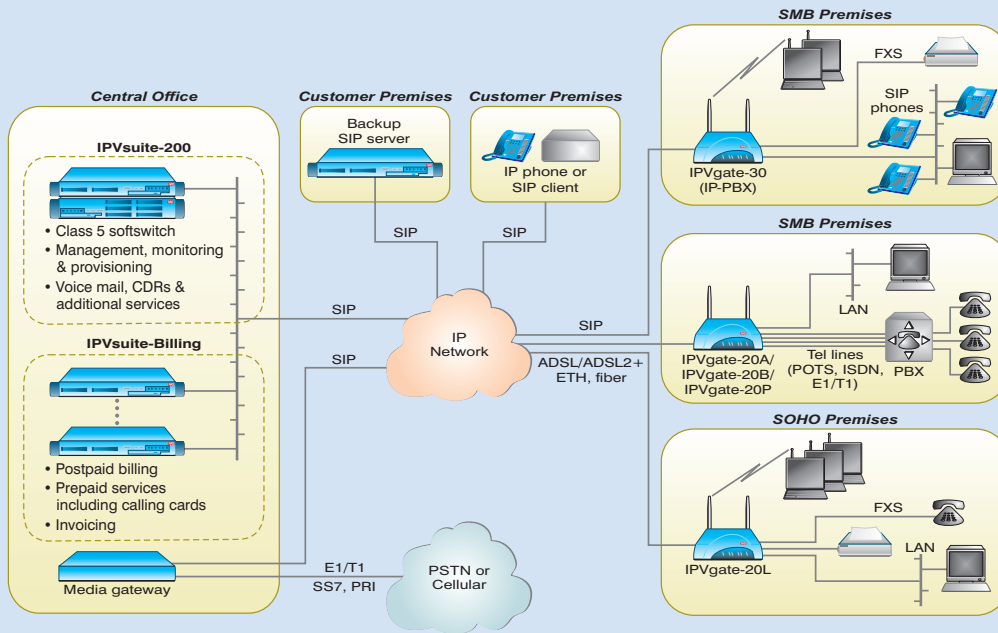 Central Office
IPVsuite-200
• Class 5 softswitch
• Management, monitoring
& provisioning
• Voice mail, CDRs &
additional services
IPVsuite-Billing
• Postpaid billing
• Prepaid services
including calling cards
• Invoicing
Media gateway
Customer Premises
Backup
SIP server
Customer Premises
IP phone or
SIP client
SIP
SIP
SIP
SIP
SIP
IP
Network
ADSL/ADSL2+
ETH, fiber
E1/T1
SS7, PRI
PSTN or
Cellular
SMB Premises
FXS
SIP
phones
IPVgate-30
(IP-PBX)
SMB Premises
LAN
IPVgate-20A/
IPVgate-20B/
IPVgate-20P
Tel lines
(POTS, ISDN,
E1/T1)
PBX
SOHO Premises
FXS
LAN
IPVgate-20L